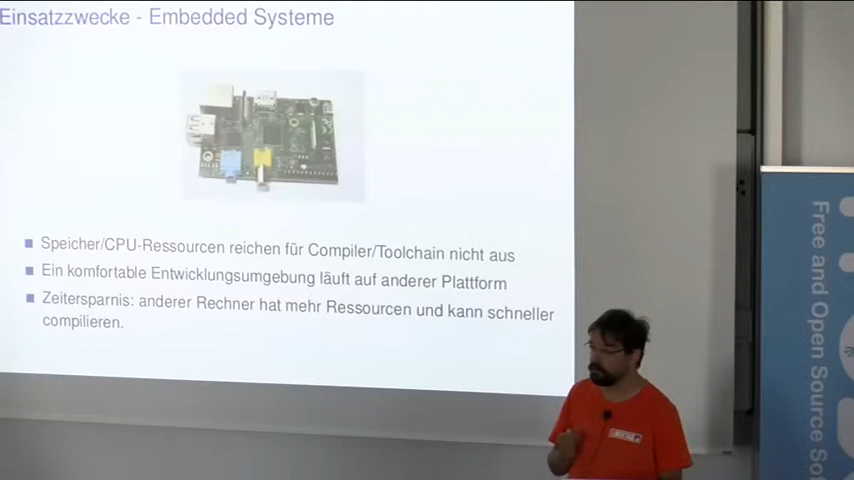 Einsatzzwecke - Embedded Systeme
Speicher/CPU-Ressourcen reichen für Compiler/Toolchain nicht aus
Ein komfortable Entwicklungsumgebung läuft auf anderer Plattform
Zeitersparnis: anderer Rechner hat mehr Ressourcen und kann schneller
compilieren.
Free and Open Source